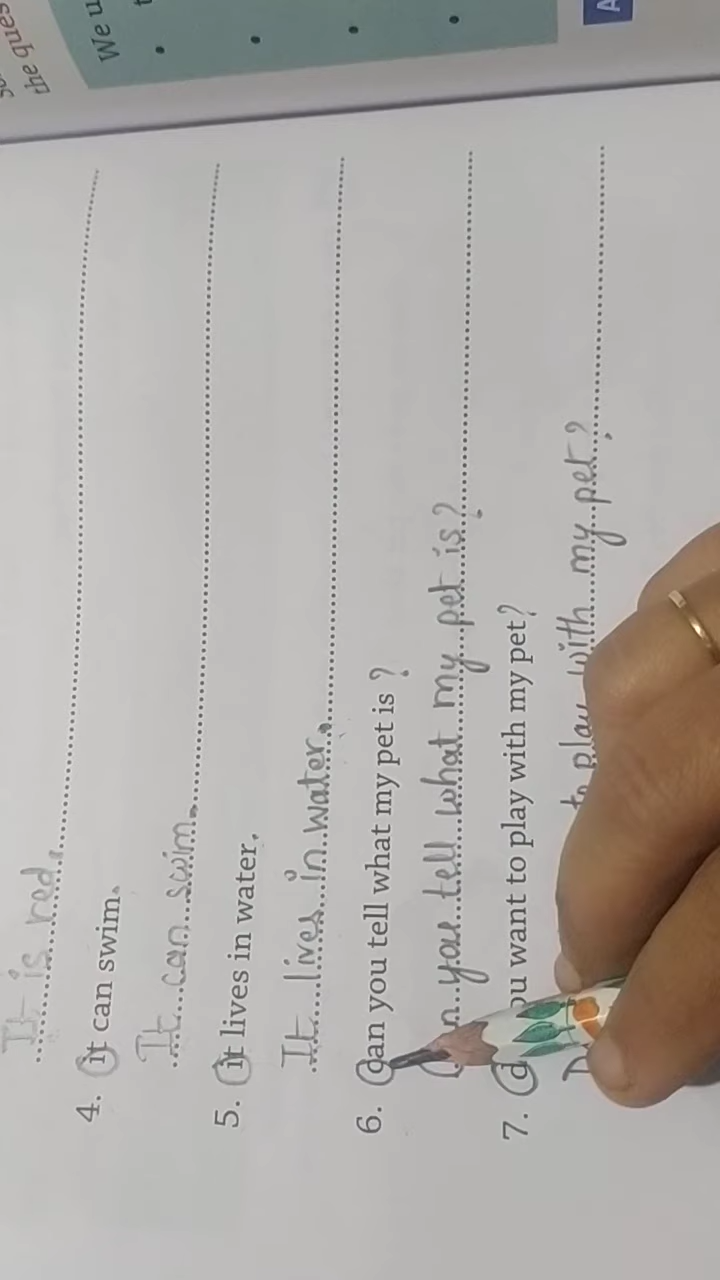 the ques
We u
A
It is red.
4. it can swim.
It can swim.
5. it lives in water.
It lives in water.
6. can you tell what my pet is ?
you tell what my pet is ?
7. want to play with my pet?
to play with my pet?